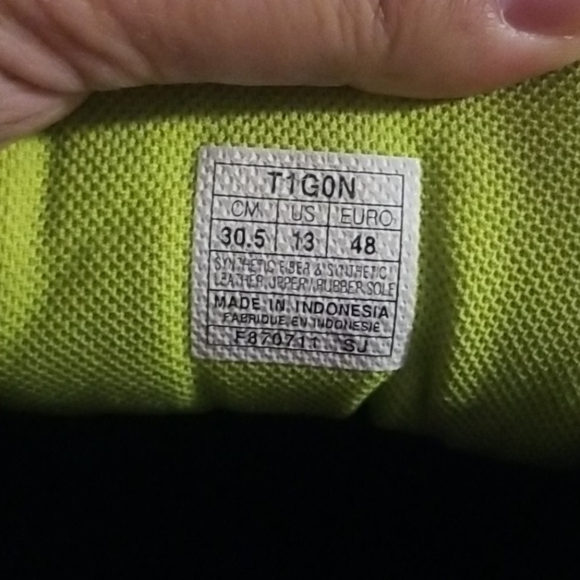 T1G0N
CM US EURO
30.5 13 48
SYNTHETIC FIBER & SYNTHETIC
LEATHER UPPER / RUBBER SOLE
MADE IN INDONESIA
FABRIQUE EN INDONESIE
F870711 SJ